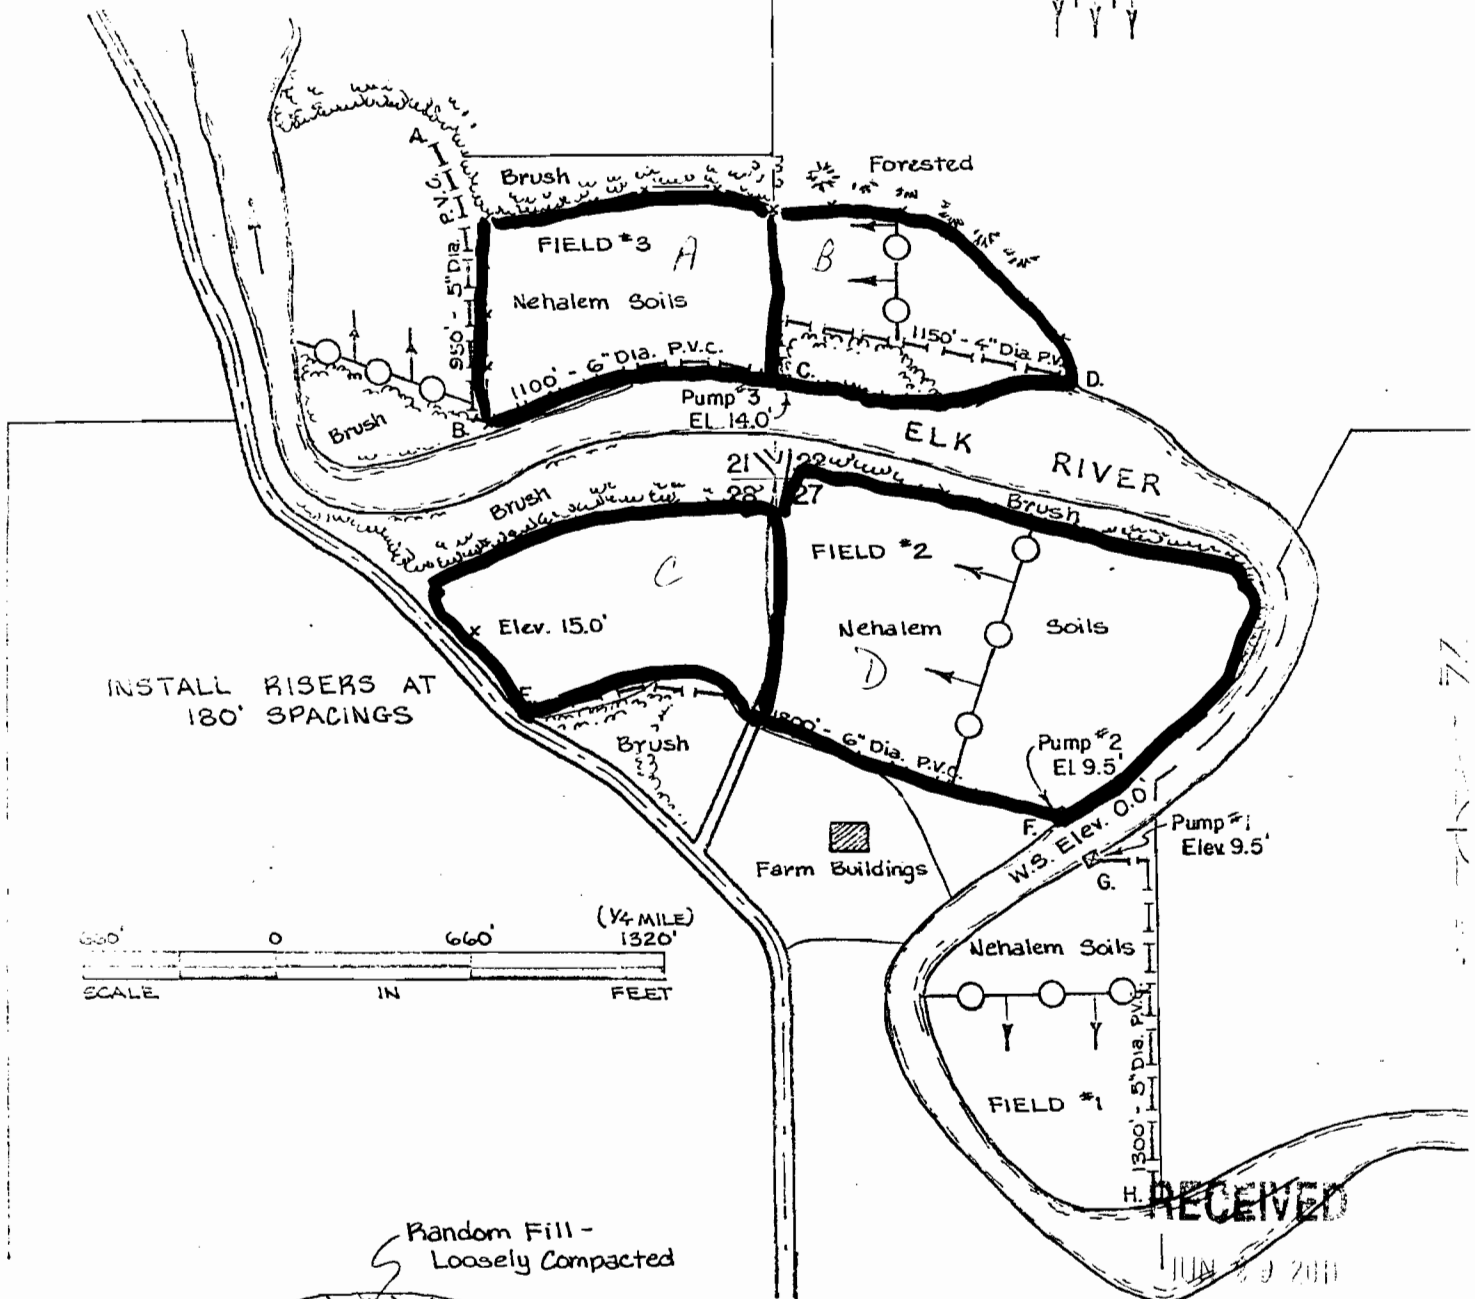 Forested
Brush
A.
P.V.C.
950' - 5" Dia.
FIELD #3
A
B
Nehalem Soils
1100' - 6" Dia. P.V.C.
1150' - 4" Dia P.V.
C.
D.
Pump #3
El. 14.0'
Brush
B.
ELK RIVER
21
22
28
27
Brush
Brush
FIELD #2
C
Elev. 15.0'
Nehalem Soils
D
INSTALL RISERS AT
180' SPACINGS
E.
Brush
1800' - 6" Dia. P.V.C.
Pump #2
El 9.5'
F.
W.S. Elev. 0.0'
Pump #1
Elev. 9.5'
G.
Farm Buildings
Nehalem Soils
(1/4 MILE)
660' 0 660' 1320'
SCALE IN FEET
1300' - 5" Dia. P.V.C.
FIELD #1
H.
RECEIVED
Random Fill -
Loosely Compacted